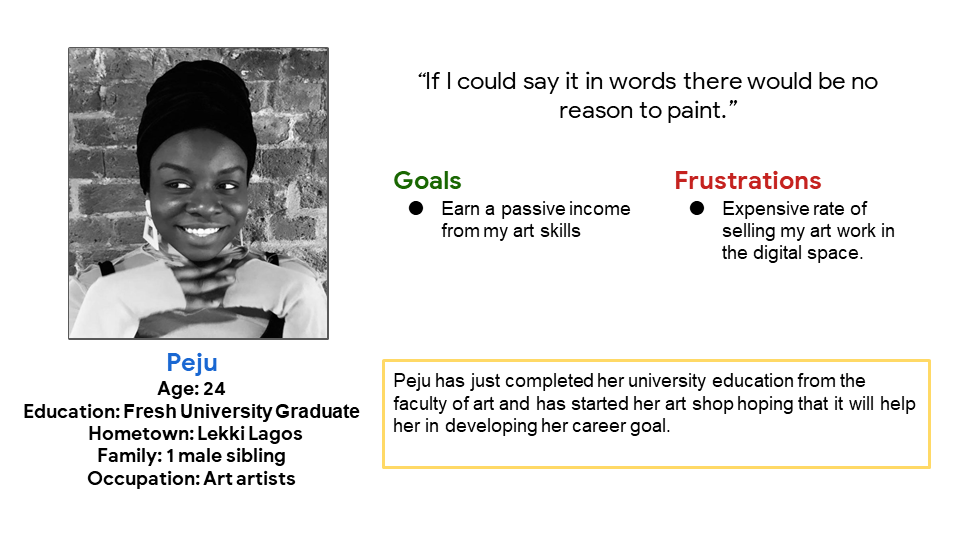 “If I could say it in words there would be no
reason to paint.”
Goals
● Earn a passive income
from my art skills
Frustrations
● Expensive rate of
selling my art work in
the digital space.
Peju
Age: 24
Education: Fresh University Graduate
Hometown: Lekki Lagos
Family: 1 male sibling
Occupation: Art artists
Peju has just completed her university education from the
faculty of art and has started her art shop hoping that it will help
her in developing her career goal.